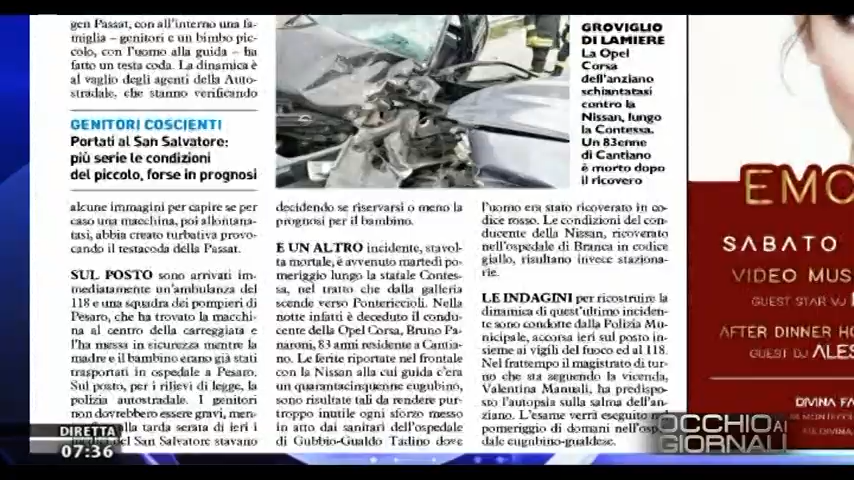 gen Passat, con all'interno una fa-
miglia – genitori e un bimbo pic-
colo, con l'uomo alla guida – ha
fatto un testa coda. La dinamica è
al vaglio degli agenti della Auto-
stradale, che stanno verificando
GENITORI COSCIENTI
Portati al San Salvatore:
più serie le condizioni
del piccolo, forse in prognosi
alcune immagini per capire se per
caso una macchina, poi allontana-
tasi, abbia creato turbativa provo-
cando il testacoda della Passat.
SUL POSTO sono arrivati im-
mediatamente un'ambulanza del
118 e una squadra dei pompieri di
Pesaro, che ha trovato la macchi-
na al centro della carreggiata e
l'ha messa in sicurezza mentre la
madre e il bambino erano già stati
trasportati in ospedale a Pesaro.
Sul posto, per i rilievi di legge, la
polizia autostradale. I genitori
non dovrebbero essere gravi, men-
alla tarda serata di ieri i
del San Salvatore stavano
GROVIGLIO
DI LAMIERE
La Opel
Corsa
dell'anziano
schiantatasi
contro la
Nissan, lungo
la Contessa.
Un 83enne
di Cantiano
è morto dopo
il ricovero
decidendo se riservarsi o meno la
prognosi per il bambino.
E UN ALTRO incidente, stavol-
ta mortale, è avvenuto martedì po-
meriggio lungo la statale Contes-
sa, nel tratto che dalla galleria
scende verso Pontericcioli. Nella
notte infatti è deceduto il condu-
cente della Opel Corsa, Bruno Pa-
naroni, 83 anni residente a Cantia-
no. Le ferite riportate nel frontale
con la Nissan alla cui guida c'era
un quarantacinquenne eugubino,
sono risultate tali da rendere pur-
troppo inutile ogni sforzo messo
in atto dai sanitari dell'ospedale
di Gubbio-Gualdo Tadino dove
l'uomo era stato ricoverato in co-
dice rosso. Le condizioni del con-
ducente della Nissan, ricoverato
nell'ospedale di Branca in codice
giallo, risultano invece staziona-
rie.
LE INDAGINI per ricostruire la
dinamica di quest'ultimo inciden-
te sono condotte dalla Polizia Mu-
nicipale, accorsa ieri sul posto in-
sieme ai vigili del fuoco ed al 118.
Nel frattempo il magistrato di tur-
no che sta seguendo la vicenda,
Valentina Manuali, ha predispo-
sto l'autopsia sulla salma dell'an-
ziano. L'esame verrà eseguito nel
pomeriggio di domani nell'ospe-
dale eugubino-gualdese.
EMO
SABATO
VIDEO MUS
GUEST STAR VJ
AFTER DINNER HO
GUEST DJ ALES
DIVINA FA
DIRETTA
07:36
OCCHIO AI
GIORNALI